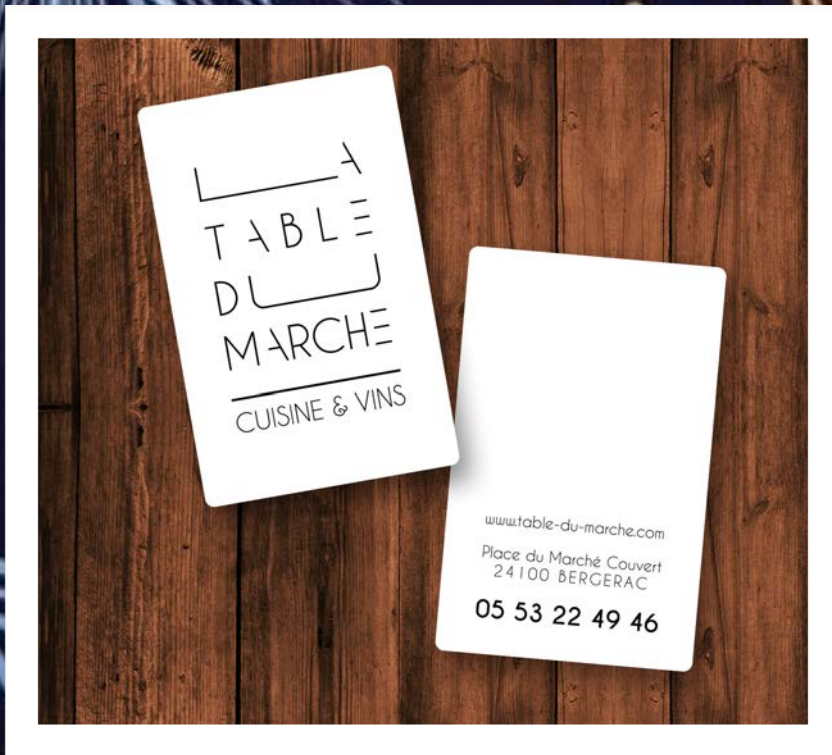 LA
TABLE
DU
MARCHE
CUISINE & VINS
www.table-du-marche.com
Place du Marché Couvert
24100 BERGERAC
05 53 22 49 46